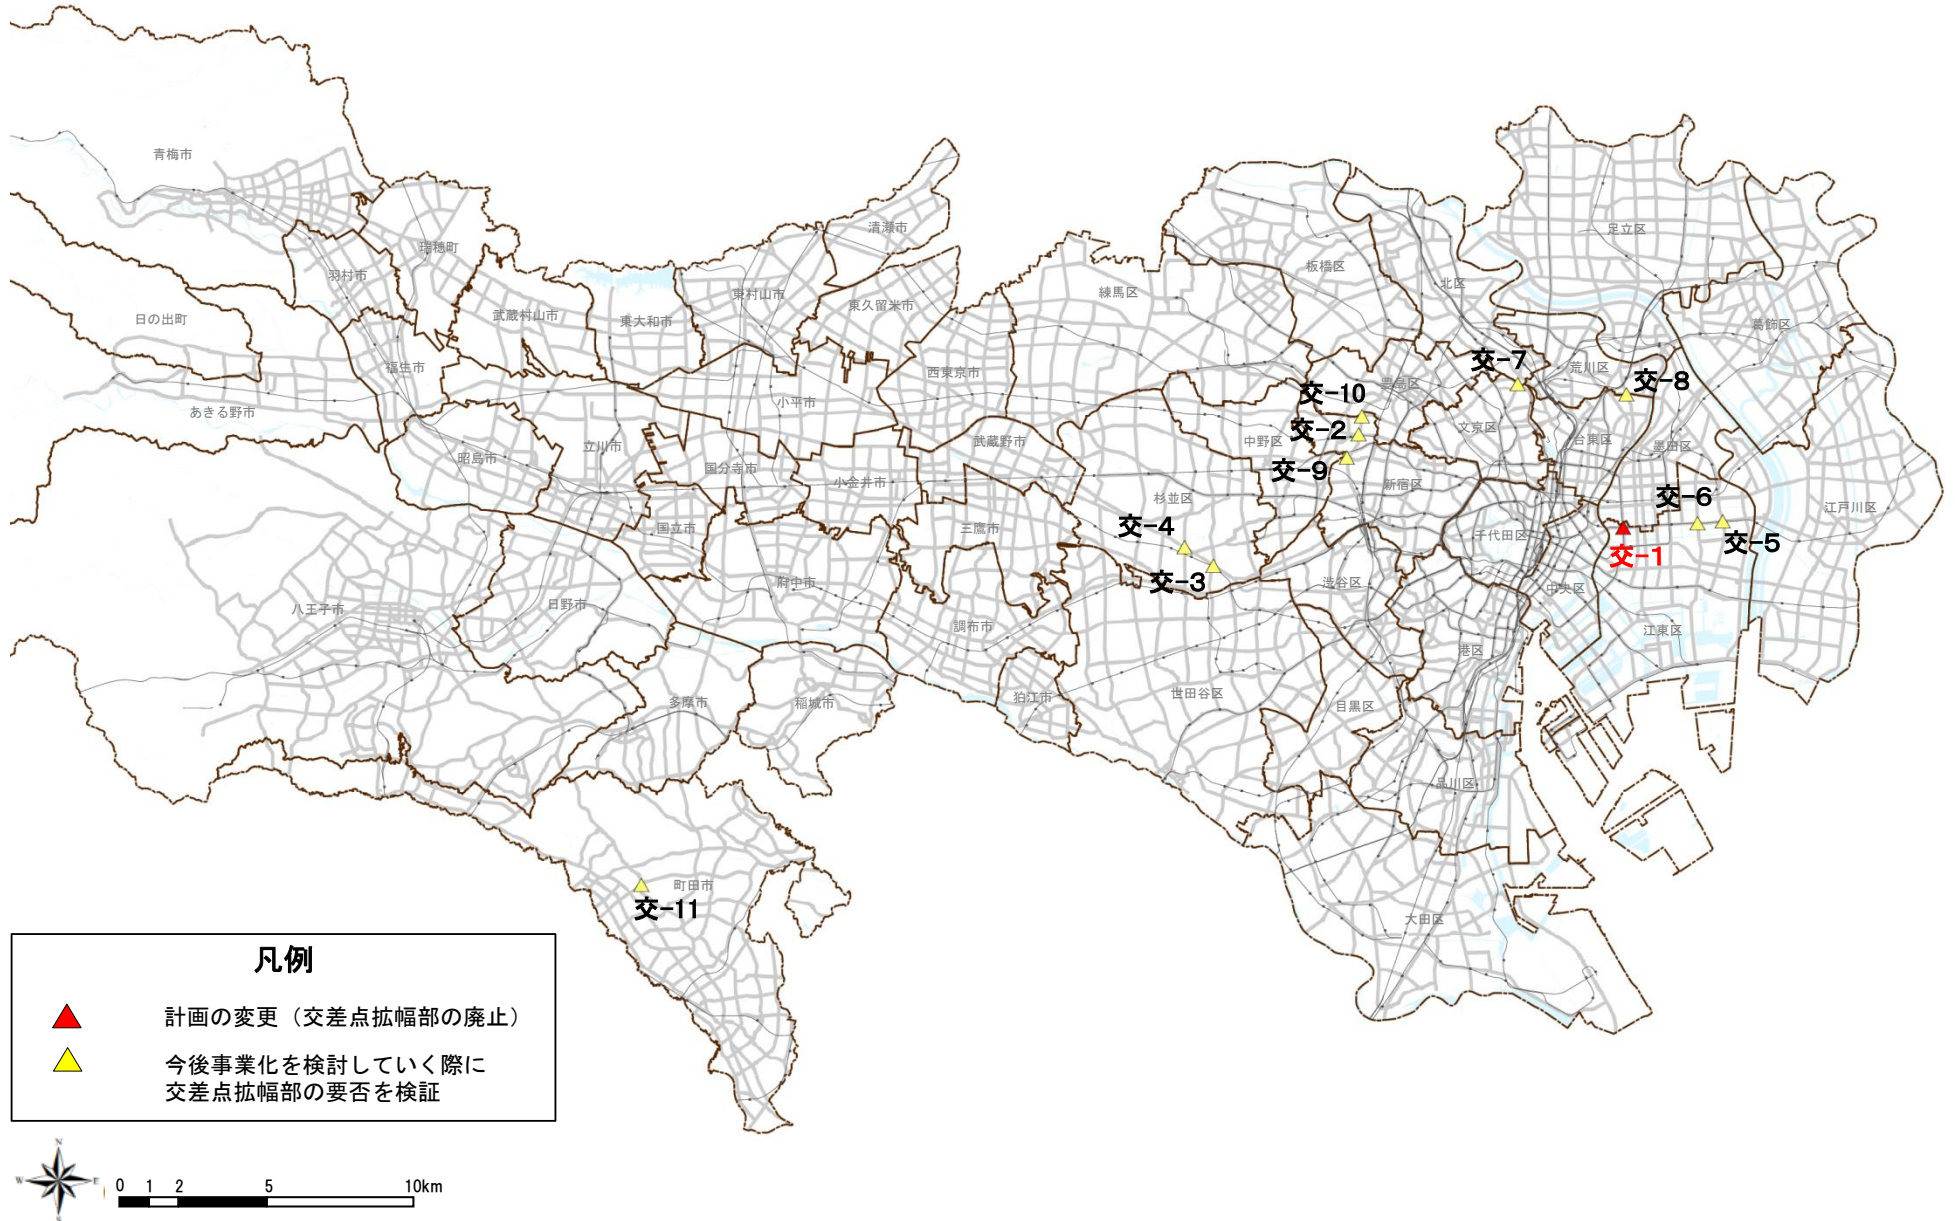 青梅市
瑞穂町
羽村市
日の出町
武蔵村山市
東大和市
東村山市
清瀬市
東久留米市
福生市
あきる野市
西東京市
小平市
武蔵野市
昭島市
立川市
国分寺市
小金井市
国立市
三鷹市
府中市
八王子市
日野市
調布市
多摩市
稲城市
狛江市
町田市
交-11
足立区
板橋区
北区
練馬区
葛飾区
荒川区
豊島区
交-7
交-8
交-10
交-2
交-9
中野区
文京区
台東区
墨田区
杉並区
新宿区
交-6
江戸川区
交-4
千代田区
交-5
交-1
交-3
渋谷区
中央区
江東区
港区
世田谷区
目黒区
品川区
大田区
凡例
計画の変更（交差点拡幅部の廃止）
今後事業化を検討していく際に
交差点拡幅部の要否を検証
N
W
E
S
0 1 2 5 10km